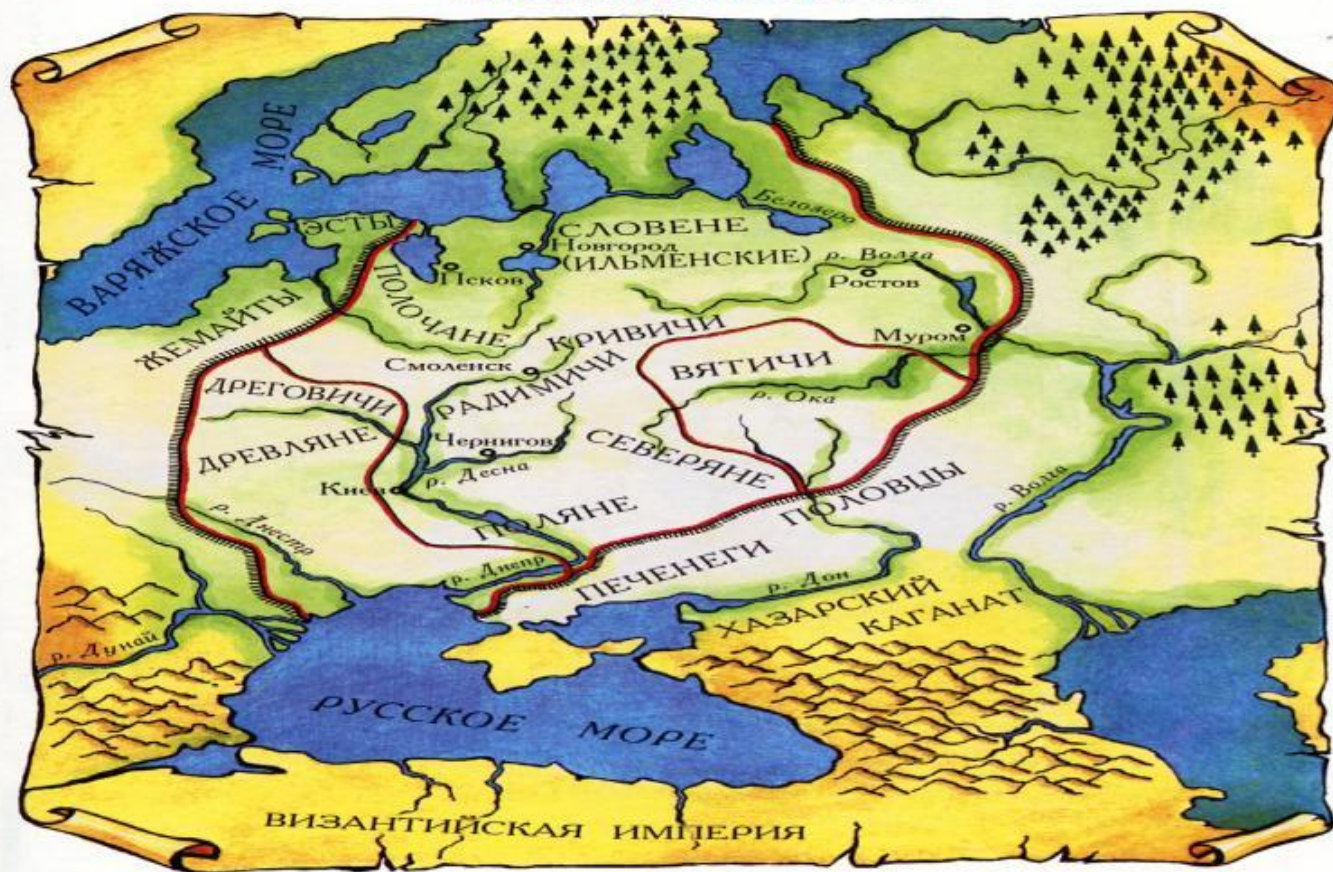 ВАРЯЖСКОЕ МОРЕ
ЭСТЫ
СЛОВЕНЕ
Белоозеро
Новгород
(ИЛЬМЕНСКИЕ)
р. Волга
Псков
Ростов
ПОЛОЧАНЕ
ЖЕМАЙТЫ
КРИВИЧИ
Муром
Смоленск
ВЯТИЧИ
ДРЕГОВИЧИ
РАДИМИЧИ
р. Ока
ДРЕВЛЯНЕ
Чернигов
СЕВЕРЯНЕ
р. Десна
Киев
ПОЛОВЦЫ
р. Волга
р. Днестр
ПОЛЯНЕ
р. Днепр
ПЕЧЕНЕГИ
р. Дон
ХАЗАРСКИЙ
КАГАНАТ
р. Дунай
РУССКОЕ МОРЕ
ВИЗАНТИЙСКАЯ ИМПЕРИЯ